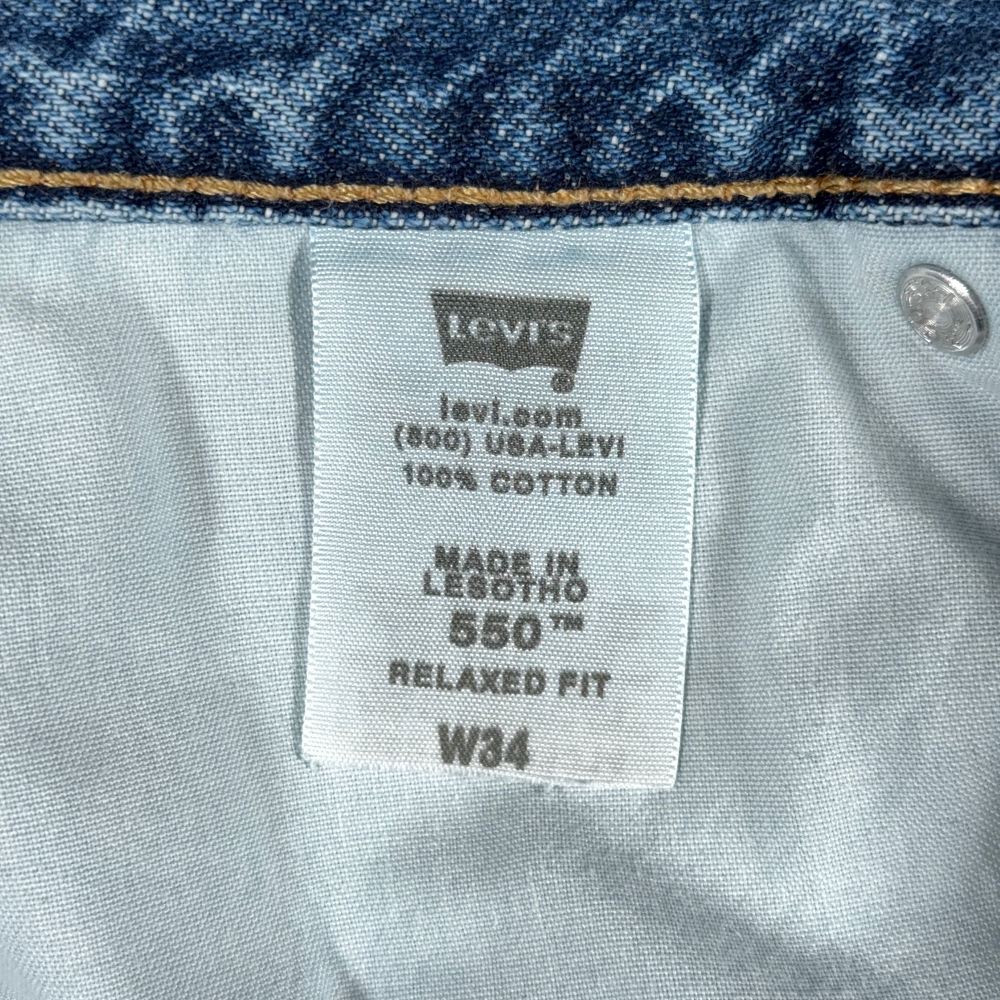 Levi's
levi.com
(800) USA-LEVI
100% COTTON
MADE IN
LESOTHO
550™
RELAXED FIT
W34